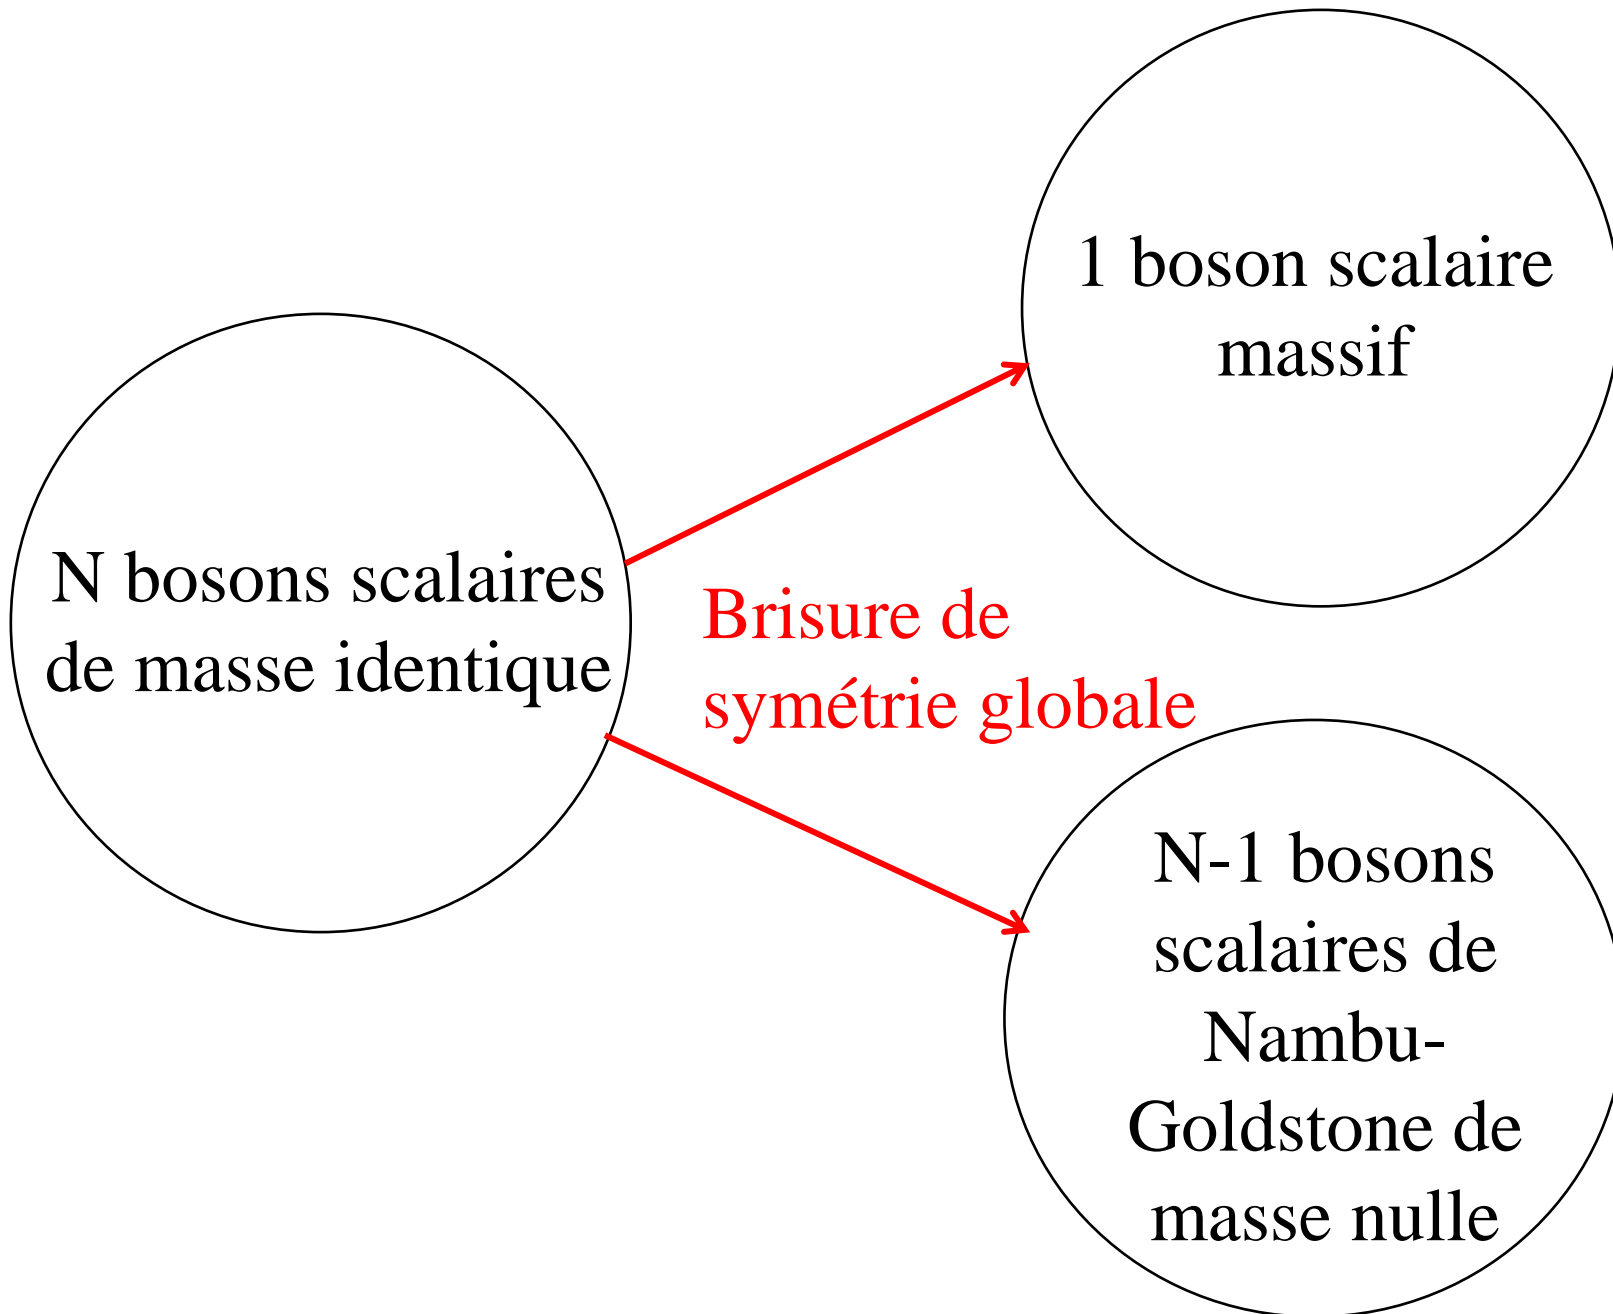 N bosons scalaires
de masse identique
Brisure de
symétrie globale
1 boson scalaire
massif
N-1 bosons
scalaires de
Nambu-
Goldstone de
masse nulle